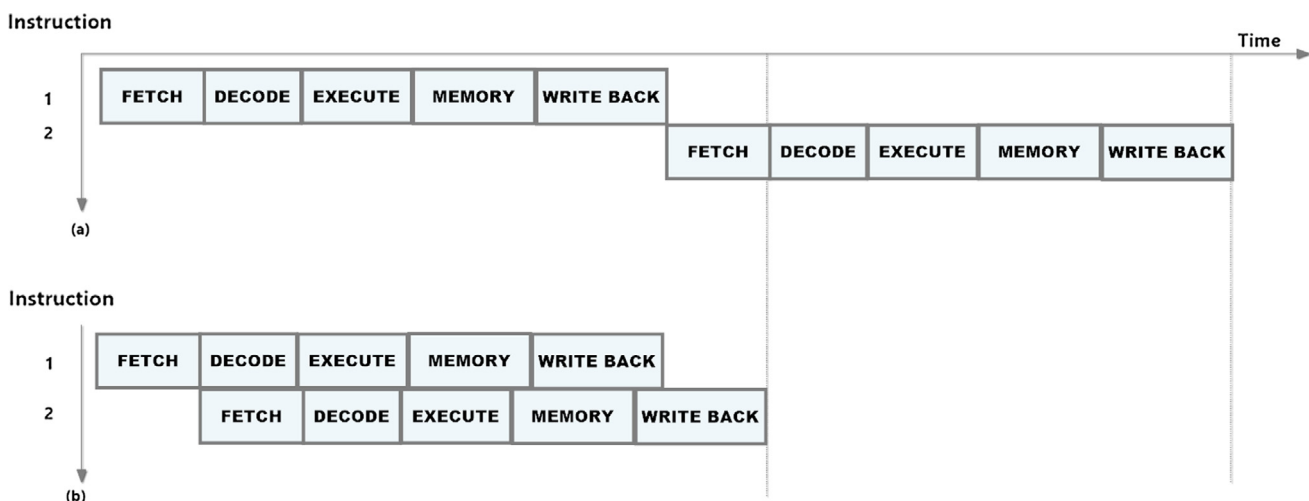 Instruction
Time
1 FETCH DECODE EXECUTE MEMORY WRITE BACK
2 FETCH DECODE EXECUTE MEMORY WRITE BACK
(a)
Instruction
1 FETCH DECODE EXECUTE MEMORY WRITE BACK
2 FETCH DECODE EXECUTE MEMORY WRITE BACK
(b)